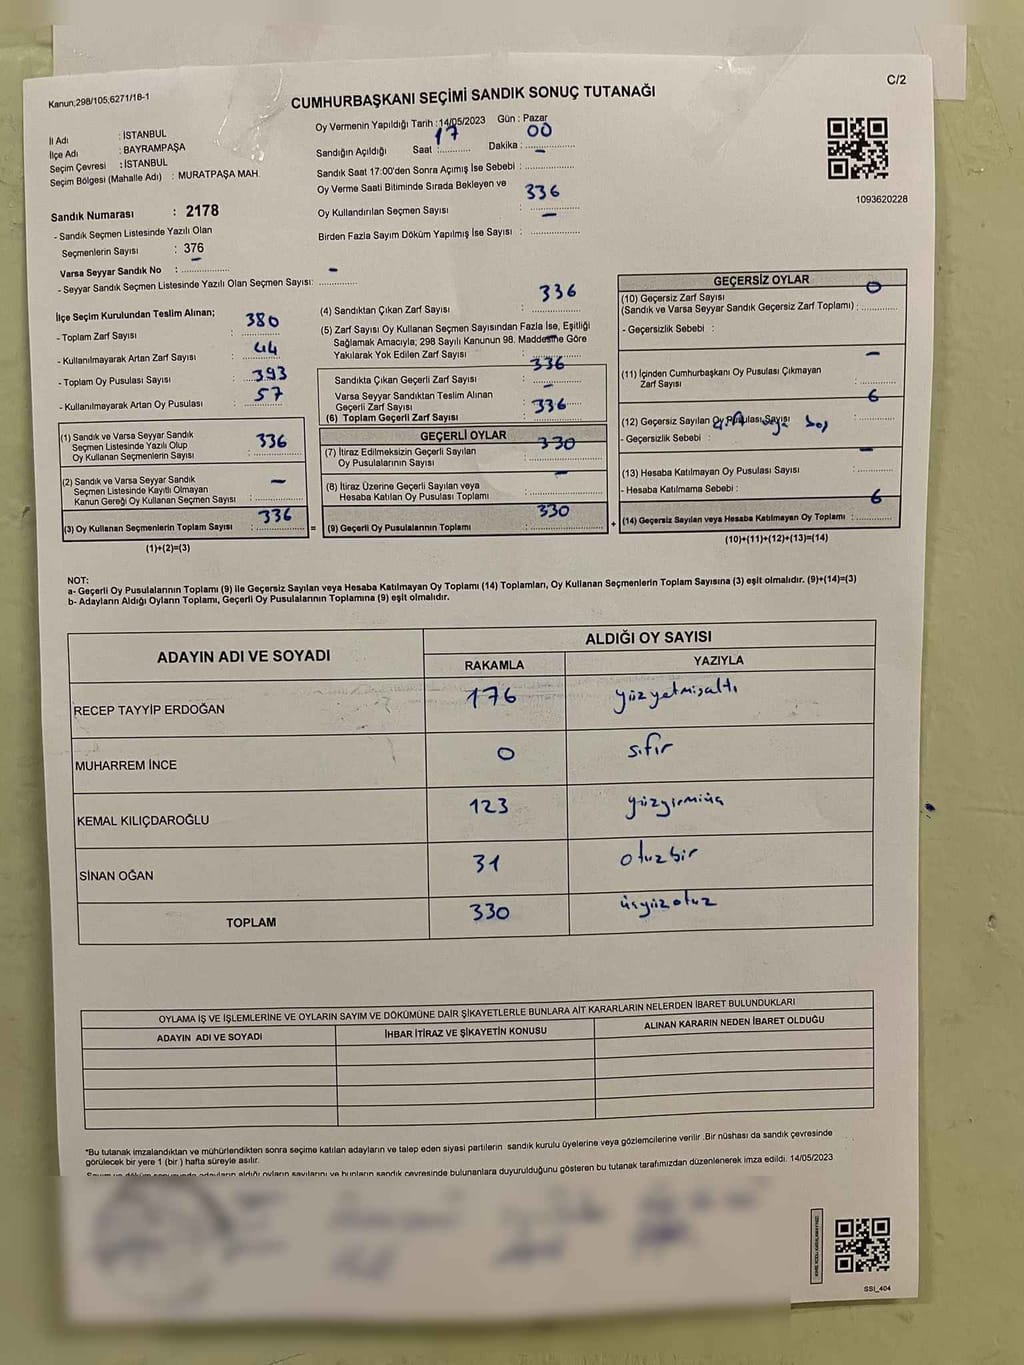 Kanun;298/105;6271/18-1
C/2
CUMHURBAŞKANI SEÇİMİ SANDIK SONUÇ TUTANAĞI
İl Adı : İSTANBUL
İlçe Adı : BAYRAMPAŞA
Seçim Çevresi : İSTANBUL
Seçim Bölgesi (Mahalle Adı) : MURATPAŞA MAH.
Sandık Numarası : 2178
- Sandık Seçmen Listesinde Yazılı Olan
Seçmenlerin Sayısı : 376
Varsa Seyyar Sandık No : –
- Seyyar Sandık Seçmen Listesinde Yazılı Olan Seçmen Sayısı: –
Oy Vermenin Yapıldığı Tarih : 14/05/2023 Gün : Pazar
Sandığın Açıldığı Saat : 17 Dakika : 00
Sandık Saat 17:00'den Sonra Açımış İse Sebebi : –
Oy Verme Saati Bitiminde Sırada Bekleyen ve
Oy Kullandırılan Seçmen Sayısı : 336
Birden Fazla Sayım Döküm Yapılmış İse Sayısı : –
1093620228
İlçe Seçim Kurulundan Teslim Alınan;
- Toplam Zarf Sayısı : 380
- Kullanılmayarak Artan Zarf Sayısı : 44
- Toplam Oy Pusulası Sayısı : 393
- Kullanılmayarak Artan Oy Pusulası : 57
(1) Sandık ve Varsa Seyyar Sandık
Seçmen Listesinde Yazılı Olup
Oy Kullanan Seçmenlerin Sayısı : 336
(2) Sandık ve Varsa Seyyar Sandık
Seçmen Listesinde Kayıtlı Olmayan
Kanun Gereği Oy Kullanan Seçmen Sayısı : –
(3) Oy Kullanan Seçmenlerin Toplam Sayısı : 336 =
(1)+(2)=(3)
(4) Sandıktan Çıkan Zarf Sayısı : 336
(5) Zarf Sayısı Oy Kullanan Seçmen Sayısından Fazla İse, Eşitliği
Sağlamak Amacıyla; 298 Sayılı Kanunun 98. Maddesine Göre
Yakılarak Yok Edilen Zarf Sayısı : –
Sandıkta Çıkan Geçerli Zarf Sayısı : 336
Varsa Seyyar Sandıktan Teslim Alınan
Geçerli Zarf Sayısı : –
(6) Toplam Geçerli Zarf Sayısı : 336
GEÇERLİ OYLAR
(7) İtiraz Edilmeksizin Geçerli Sayılan
Oy Pusulalarının Sayısı : 330
(8) İtiraz Üzerine Geçerli Sayılan veya
Hesaba Katılan Oy Pusulası Toplamı : –
(9) Geçerli Oy Pusulalarının Toplamı : 330 +
GEÇERSİZ OYLAR
(10) Geçersiz Zarf Sayısı
(Sandık ve Varsa Seyyar Sandık Geçersiz Zarf Toplamı) : 0
- Geçersizlik Sebebi :
(11) İçinden Cumhurbaşkanı Oy Pusulası Çıkmayan
Zarf Sayısı : –
(12) Geçersiz Sayılan Oy Pusulası Sayısı : 6
- Geçersizlik Sebebi :
(13) Hesaba Katılmayan Oy Pusulası Sayısı : –
- Hesaba Katılmama Sebebi :
(14) Geçersiz Sayılan veya Hesaba Katılmayan Oy Toplamı : 6
(10)+(11)+(12)+(13)=(14)
NOT:
a- Geçerli Oy Pusulalarının Toplamı (9) ile Geçersiz Sayılan veya Hesaba Katılmayan Oy Toplamı (14) Toplamları, Oy Kullanan Seçmenlerin Toplam Sayısına (3) eşit olmalıdır. (9)+(14)=(3)
b- Adayların Aldığı Oyların Toplamı, Geçerli Oy Pusulalarının Toplamına (9) eşit olmalıdır.
ADAYIN ADI VE SOYADI ALDIĞI OY SAYISI
RAKAMLA YAZIYLA
RECEP TAYYİP ERDOĞAN 176 yüzyetmişaltı
MUHARREM İNCE 0 sıfır
KEMAL KILIÇDAROĞLU 123 yüzyirmiüç
SİNAN OĞAN 31 otuzbir
TOPLAM 330 üçyüzotuz
OYLAMA İŞ VE İŞLEMLERİNE VE OYLARIN SAYIM VE DÖKÜMÜNE DAİR ŞİKAYETLERLE BUNLARA AİT KARARLARIN NELERDEN İBARET BULUNDUKLARI
ADAYIN ADI VE SOYADI İHBAR İTİRAZ VE ŞİKAYETİN KONUSU ALINAN KARARIN NEDEN İBARET OLDUĞU
*Bu tutanak imzalandıktan ve mühürlendikten sonra seçime katılan adayların ve talep eden siyasi partilerin sandık kurulu üyelerine veya gözlemcilerine verilir .Bir nüshası da sandık çevresinde
görülecek bir yere 1 (bir ) hafta süreyle asılır.
adayların aldığı oyların sayılarını ve bunların sandık çevresinde bulunanlara duyurulduğunu gösteren bu tutanak tarafımızdan düzenlenerek imza edildi. 14/05/2023
SSİ_404